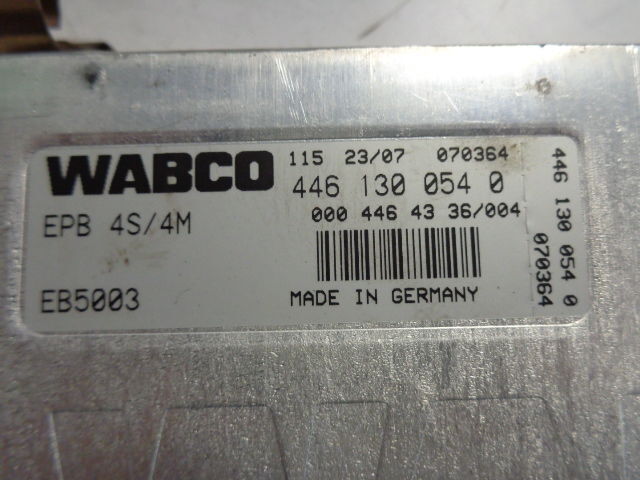 WABCO
115 23/07 070364
446 130 054 0
000 446 43 36/004
EPB 4S/4M
EB5003
MADE IN GERMANY
446 130 054 0
070364